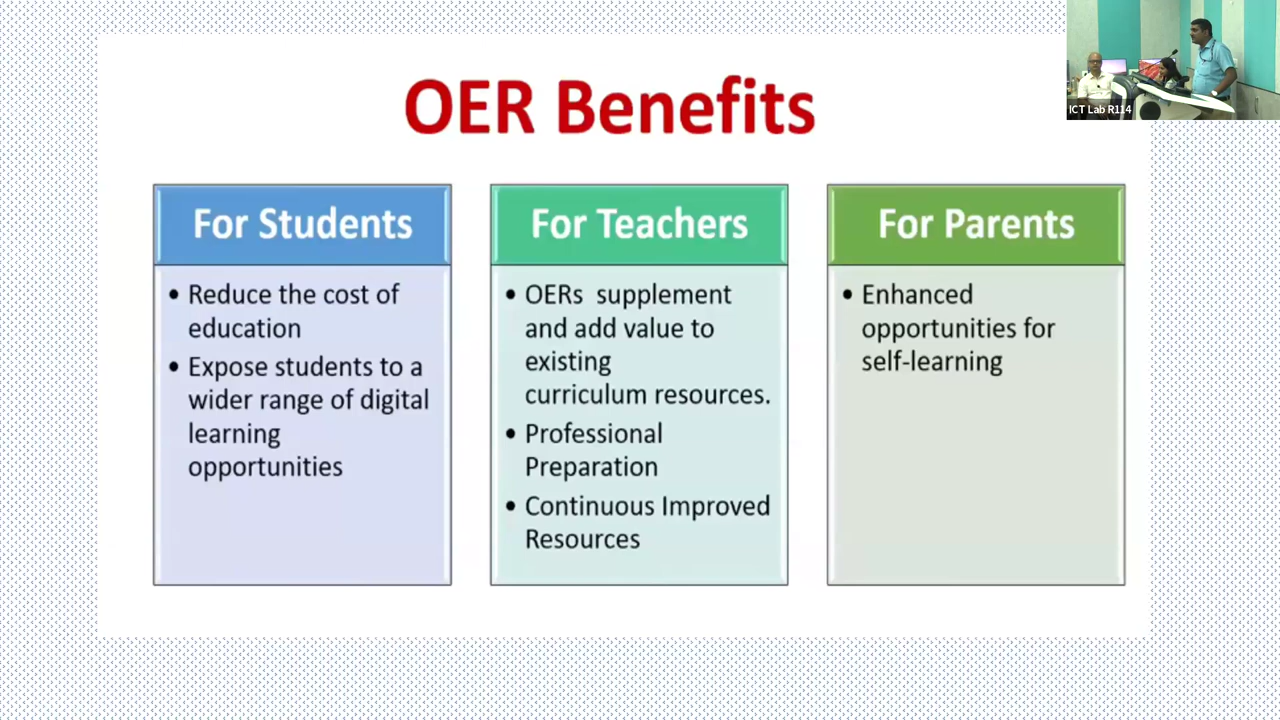 OER Benefits
ICT Lab R114
For Students
• Reduce the cost of
education
• Expose students to a
wider range of digital
learning
opportunities
For Teachers
• OERs supplement
and add value to
existing
curriculum resources.
• Professional
Preparation
• Continuous Improved
Resources
For Parents
• Enhanced
opportunities for
self-learning